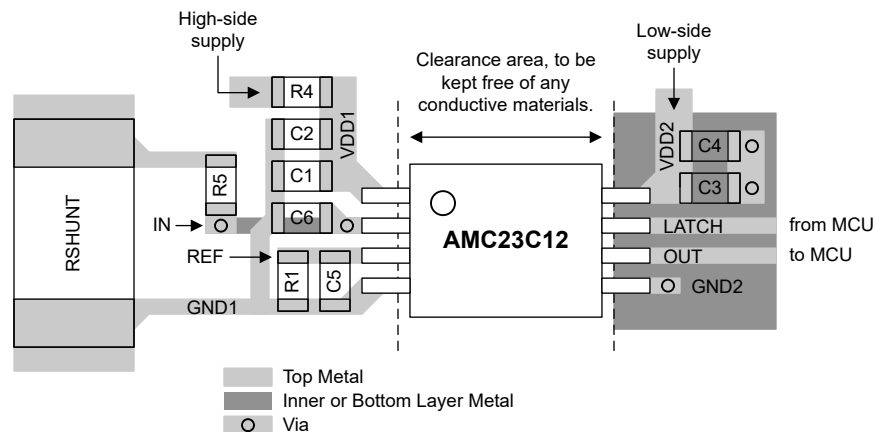 High-side
supply
Low-side
supply
Clearance area, to be
kept free of any
conductive materials.
R4
C2
C1
C6
VDD1
VDD2
C4
C3
R5
IN
REF
RSHUNT
GND1
R1
C5
AMC23C12
LATCH
from MCU
OUT
to MCU
GND2
Top Metal
Inner or Bottom Layer Metal
Via